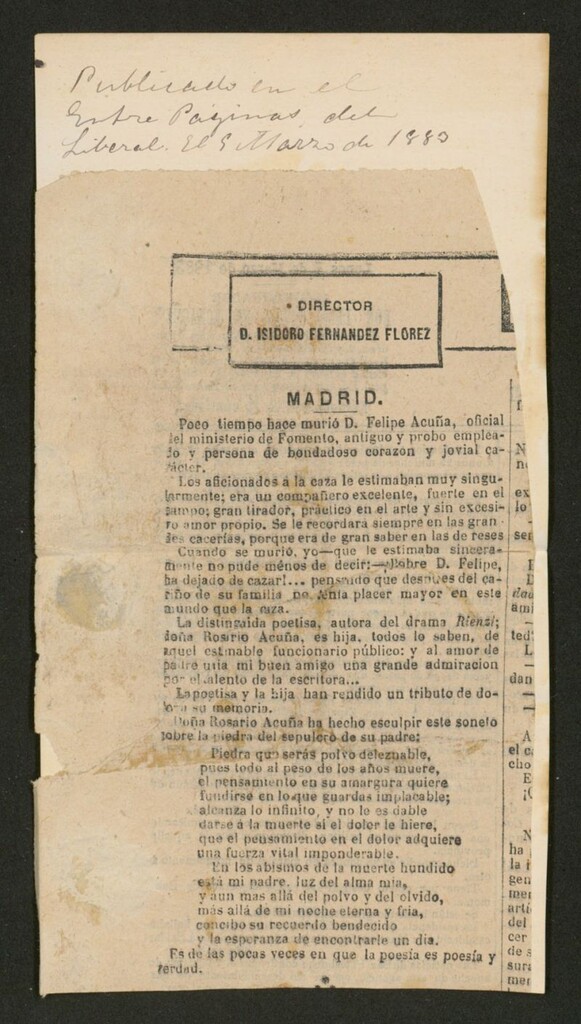 Publicado en el
Entre Páginas del
Liberal. El 5 Marzo de 1883
DIRECTOR
D. ISIDORO FERNANDEZ FLOREZ
MADRID.
Poco tiempo hace murió D. Felipe Acuña, oficial
del ministerio de Fomento, antiguo y probo emplea-
do y persona de bondadoso corazon y jovial ca-
rácter.
Los aficionados á la caza le estimaban muy singu-
larmente; era un compañero excelente, fuerte en el
campo; gran tirador, práctico en el arte y sin excesi-
vo amor propio. Se le recordará siempre en las gran
des cacerías, porque era de gran saber en las de reses
Cuando se murió, yo—que le estimaba sincera-
mente no pude ménos de decir:—¡Pobre D. Felipe,
ha dejado de cazar!... pensando que despues del ca-
riño de su familia no tenia placer mayor en este
mundo que la caza.
La distinguida poetisa, autora del drama Rienzi;
doña Rosario Acuña, es hija, todos lo saben, de
aquel estimable funcionario público: y al amor de
padre unia mi buen amigo una grande admiracion
por el talento de la escritora...
La poetisa y la hija han rendido un tributo de do-
lor a su memoria.
Doña Rosario Acuña ha hecho esculpir este soneto
sobre la piedra del sepulcro de su padre:
Piedra que serás polvo deleznable,
pues todo al peso de los años muere,
el pensamiento en su amargura quiere
fundirse en lo que guardas implacable;
alcanza lo infinito, y no le es dable
darse á la muerte si el dolor le hiere,
que el pensamiento en el dolor adquiere
una fuerza vital imponderable.
En los abismos de la muerte hundido
está mi padre, luz del alma mia,
y aun mas allá del polvo y del olvido,
más allá de mi noche eterna y fria,
concibo su recuerdo bendecido
y la esperanza de encontrarle un dia.
Es de las pocas veces en que la poesía es poesía y
verdad.